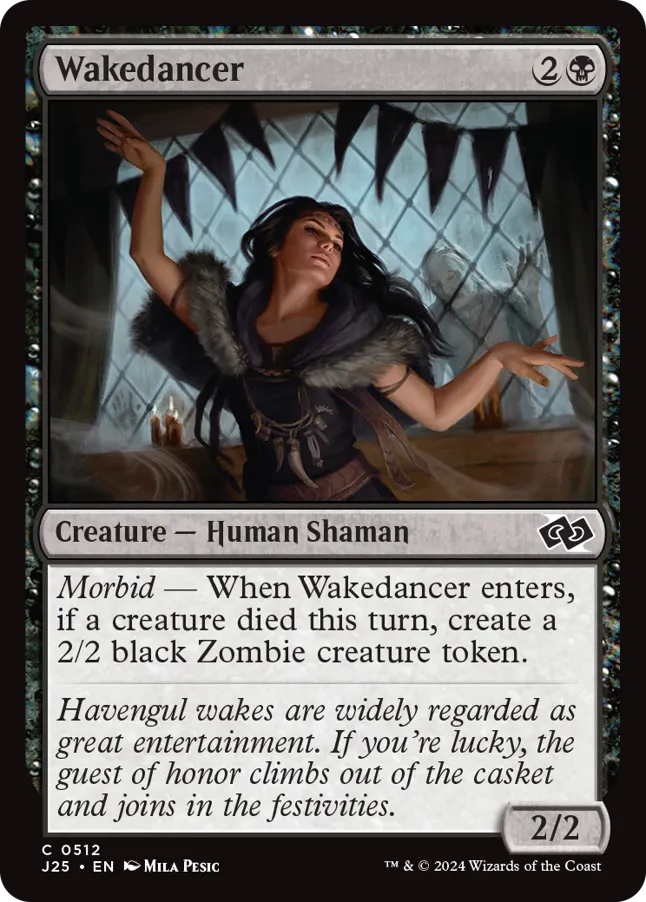 Wakedancer 2
Creature — Human Shaman
Morbid — When Wakedancer enters,
if a creature died this turn, create a
2/2 black Zombie creature token.
Havengul wakes are widely regarded as
great entertainment. If you're lucky, the
guest of honor climbs out of the casket
and joins in the festivities.
2/2
C 0512
J25 • EN Mila Pesic
™ & © 2024 Wizards of the Coast